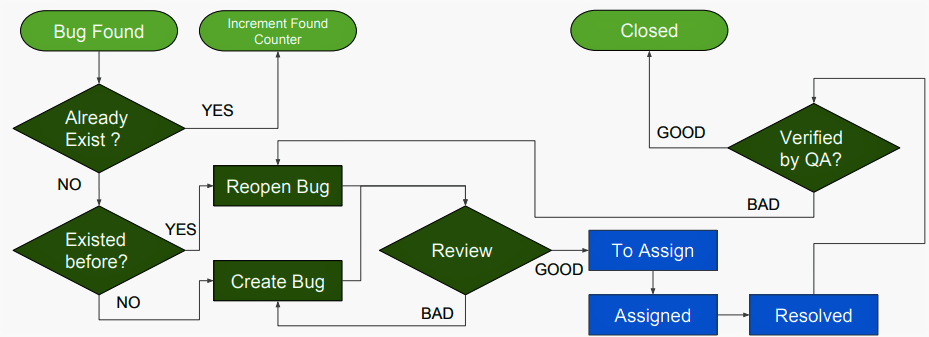 Bug Found
Increment Found
Counter
Closed
Already
Exist ?
YES
GOOD
Verified
by QA?
NO
Reopen Bug
BAD
Existed
before?
YES
Review
To Assign
GOOD
Create Bug
NO
BAD
Assigned
Resolved